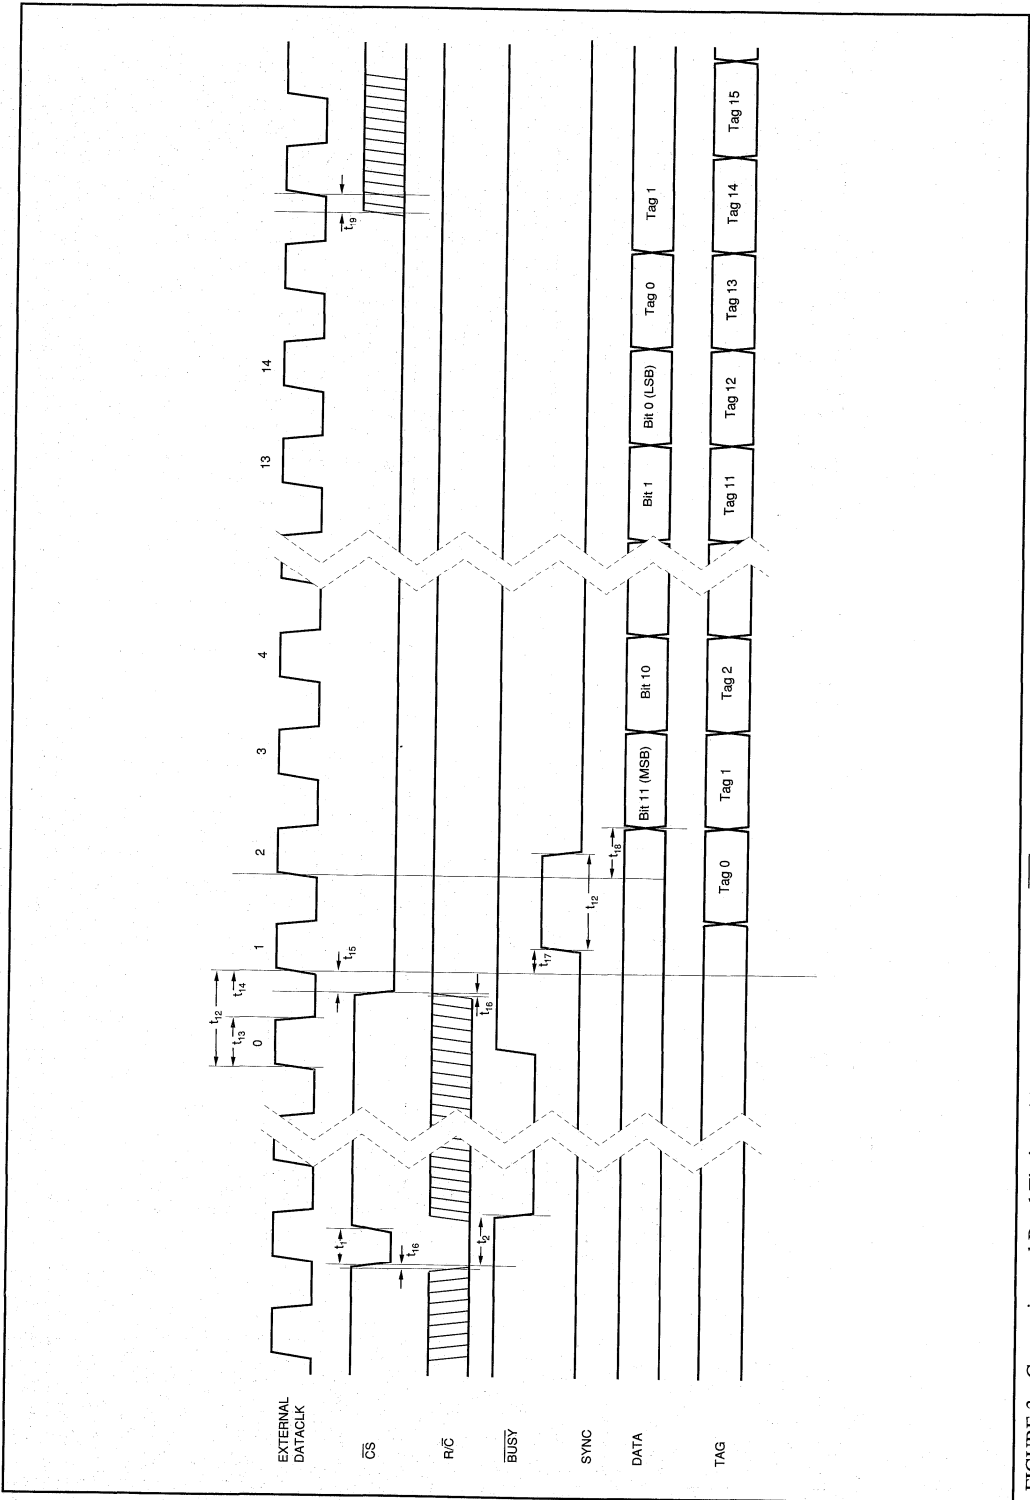 EXTERNAL
DATACLK
0
1
2
3
4
13
14
t12
t13
t14
CS
t1
t15
t19
R/C
t16
t16
BUSY
t2
SYNC
t17
t12
DATA
t18
Bit 11 (MSB)
Bit 10
Bit 1
Bit 0 (LSB)
Tag 0
Tag 1
TAG
Tag 0
Tag 1
Tag 2
Tag 11
Tag 12
Tag 13
Tag 14
Tag 15